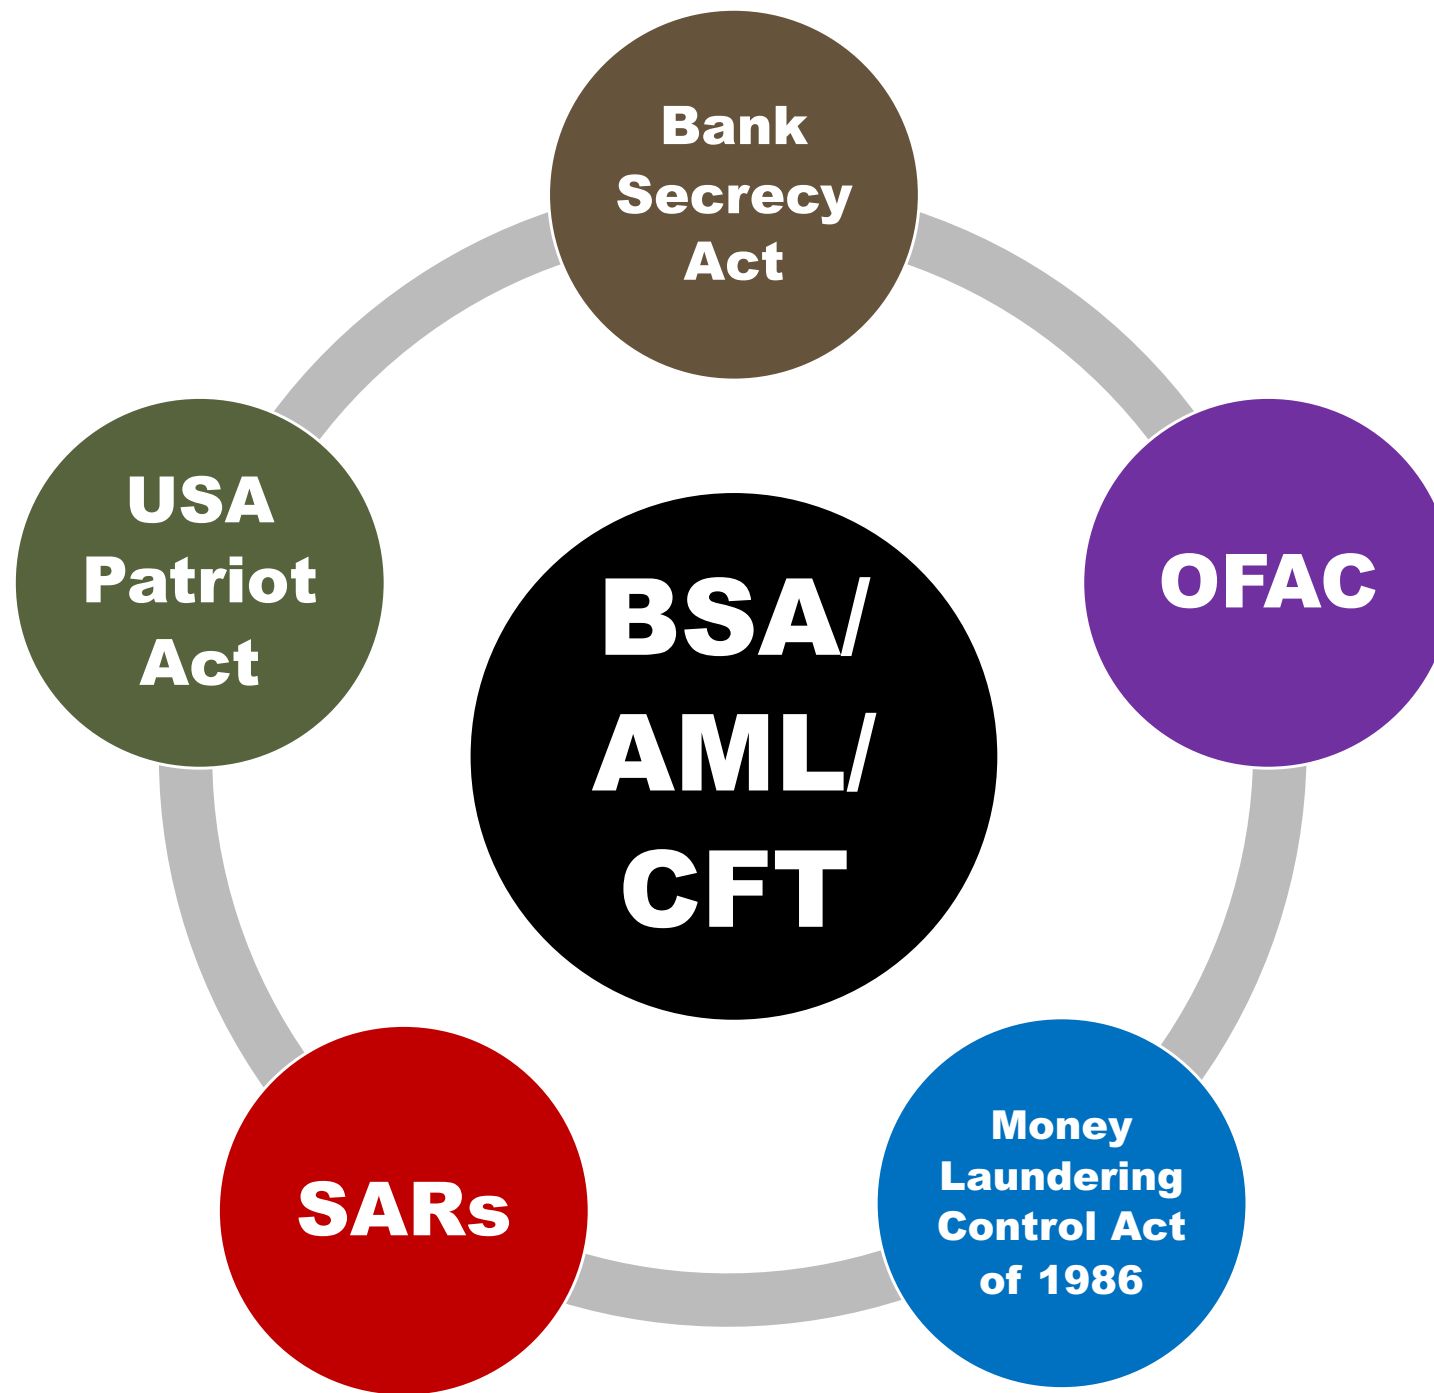 Bank
Secrecy
Act
OFAC
Money
Laundering
Control Act
of 1986
SARs
USA
Patriot
Act
BSA/
AML/
CFT